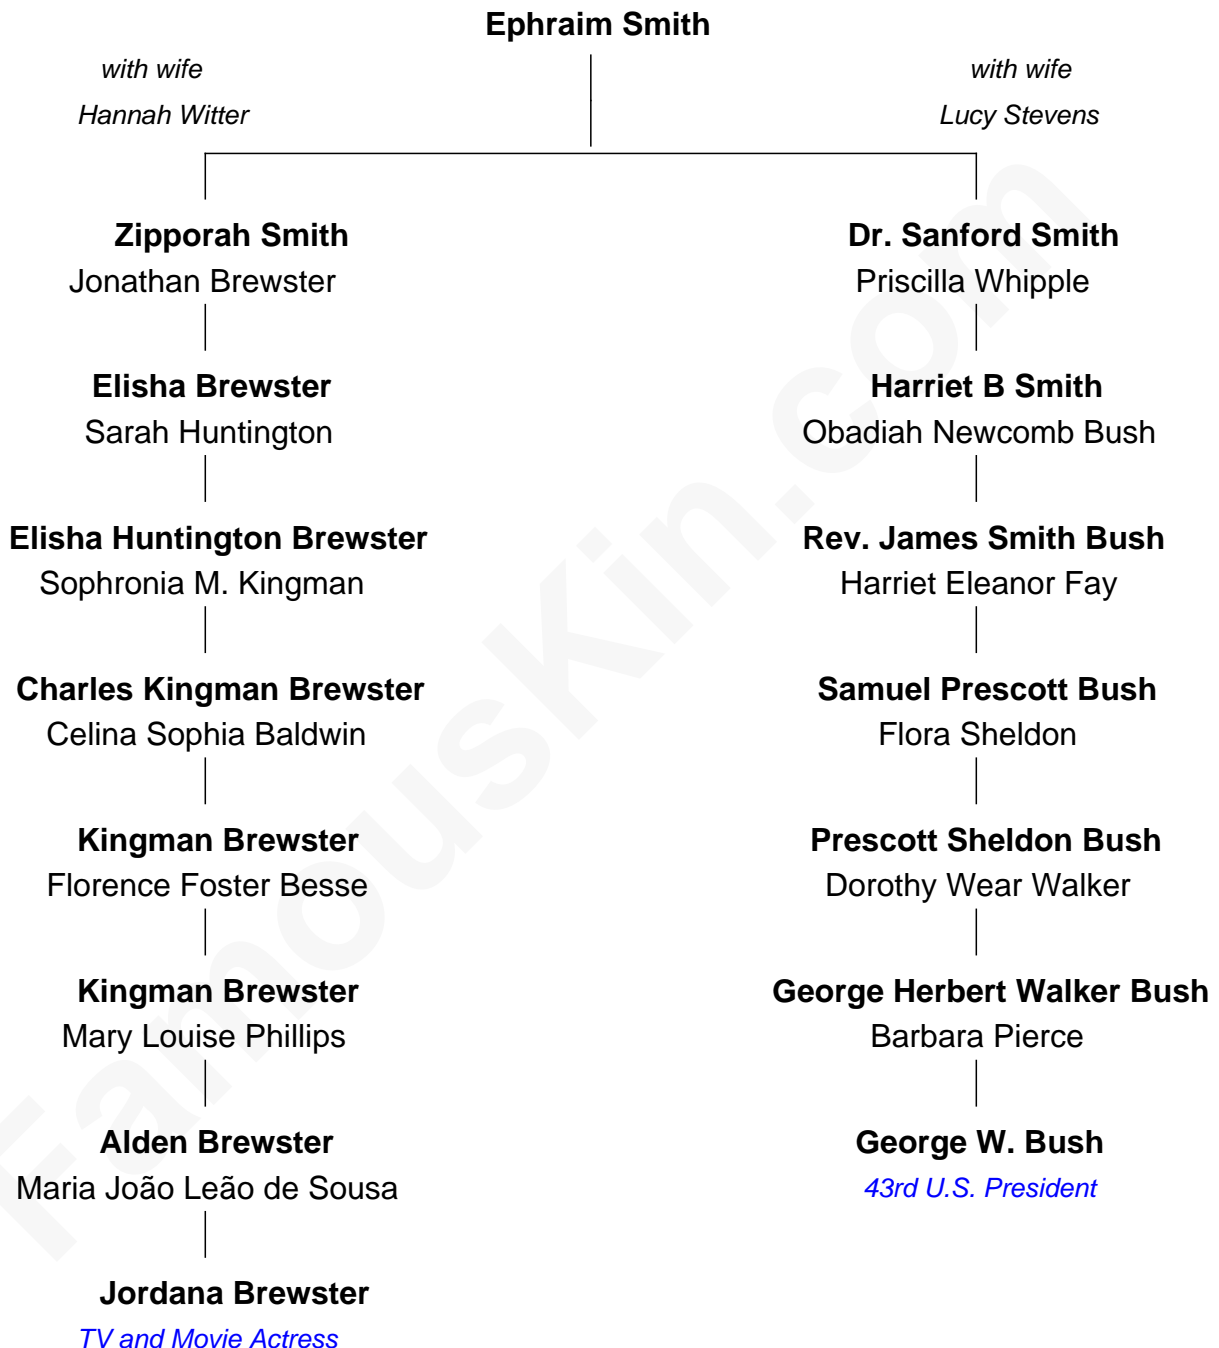 Ephraim Smith
with wife
Hannah Witter
with wife
Lucy Stevens
Zipporah Smith
Jonathan Brewster
Dr. Sanford Smith
Priscilla Whipple
Elisha Brewster
Sarah Huntington
Harriet B Smith
Obadiah Newcomb Bush
Elisha Huntington Brewster
Sophronia M. Kingman
Rev. James Smith Bush
Harriet Eleanor Fay
Charles Kingman Brewster
Celina Sophia Baldwin
Samuel Prescott Bush
Flora Sheldon
Kingman Brewster
Florence Foster Besse
Prescott Sheldon Bush
Dorothy Wear Walker
Kingman Brewster
Mary Louise Phillips
George Herbert Walker Bush
Barbara Pierce
Alden Brewster
Maria João Leão de Sousa
George W. Bush
43rd U.S. President
Jordana Brewster
TV and Movie Actress
FamousKin.com